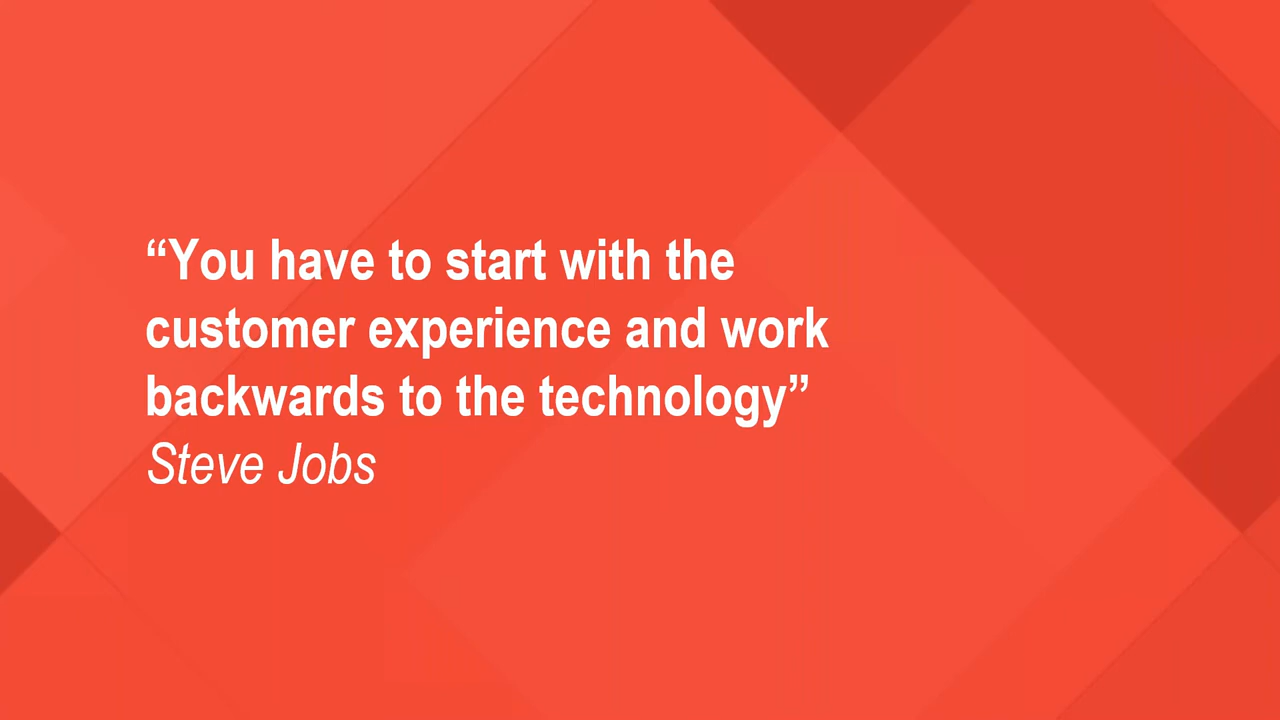 “You have to start with the
customer experience and work
backwards to the technology”
Steve Jobs